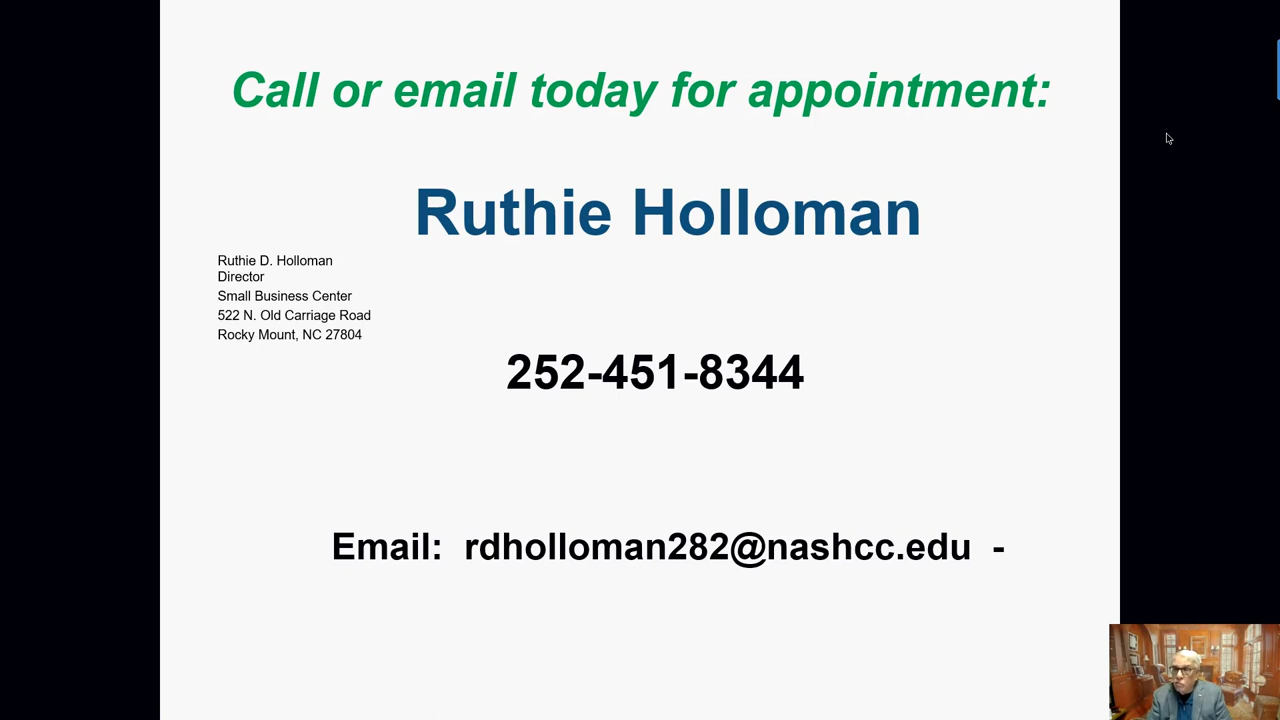 Call or email today for appointment:
Ruthie Holloman
Ruthie D. Holloman
Director
Small Business Center
522 N. Old Carriage Road
Rocky Mount, NC 27804
252-451-8344
Email: rdholloman282@nashcc.edu -